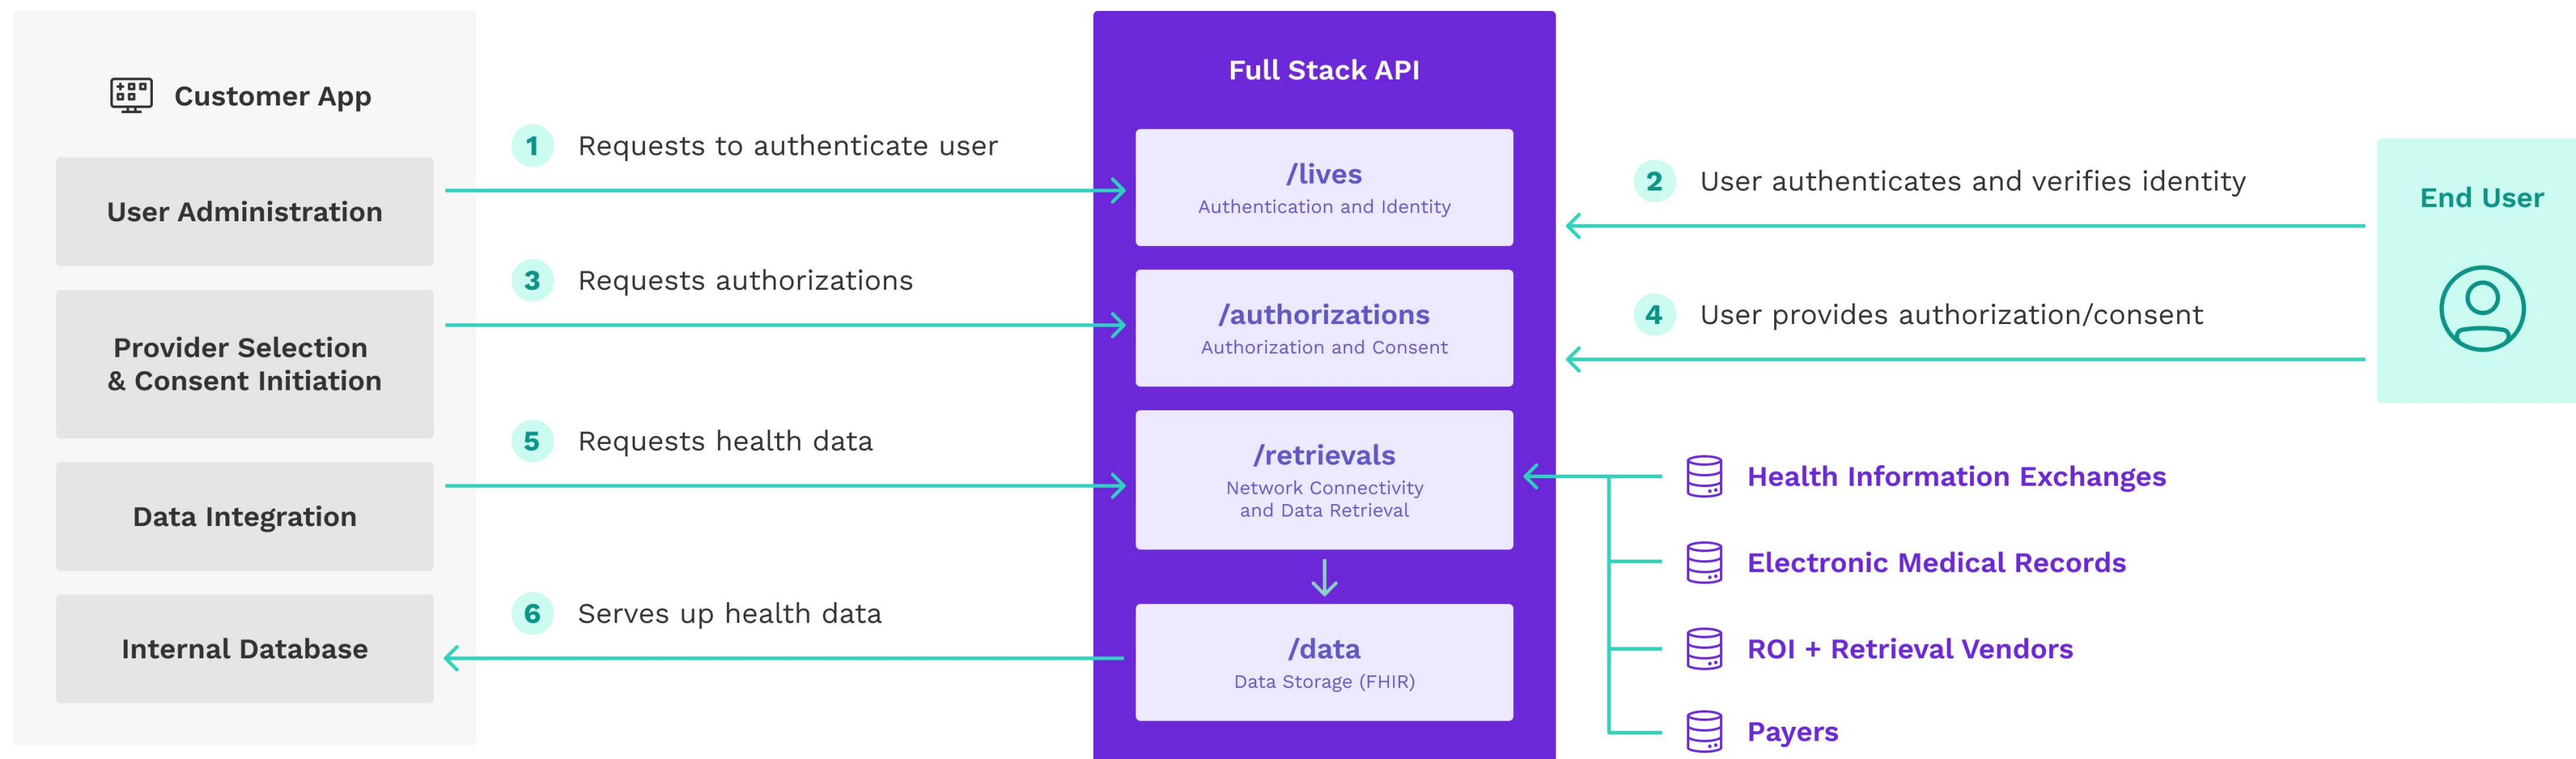 Customer App
User Administration
Provider Selection
& Consent Initiation
Data Integration
Internal Database
1 Requests to authenticate user
3 Requests authorizations
5 Requests health data
6 Serves up health data
Full Stack API
/lives
Authentication and Identity
/authorizations
Authorization and Consent
/retrievals
Network Connectivity
and Data Retrieval
/data
Data Storage (FHIR)
2 User authenticates and verifies identity
4 User provides authorization/consent
End User
Health Information Exchanges
Electronic Medical Records
ROI + Retrieval Vendors
Payers